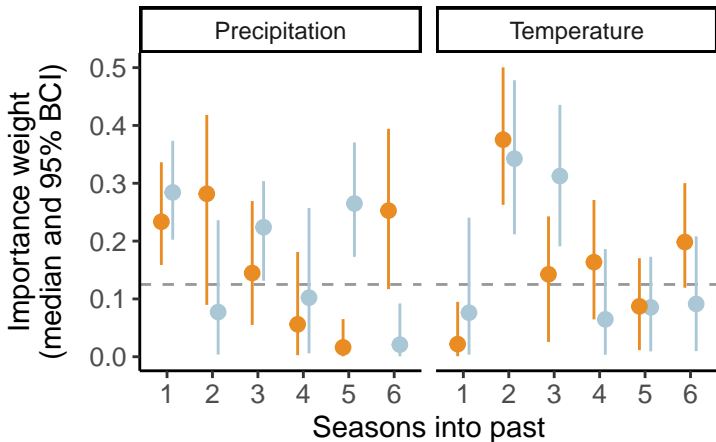 Precipitation Temperature
Importance weight
(median and 95% BCI)
0.5
0.4
0.3
0.2
0.1
0.0
1 2 3 4 5 6 1 2 3 4 5 6
Seasons into past